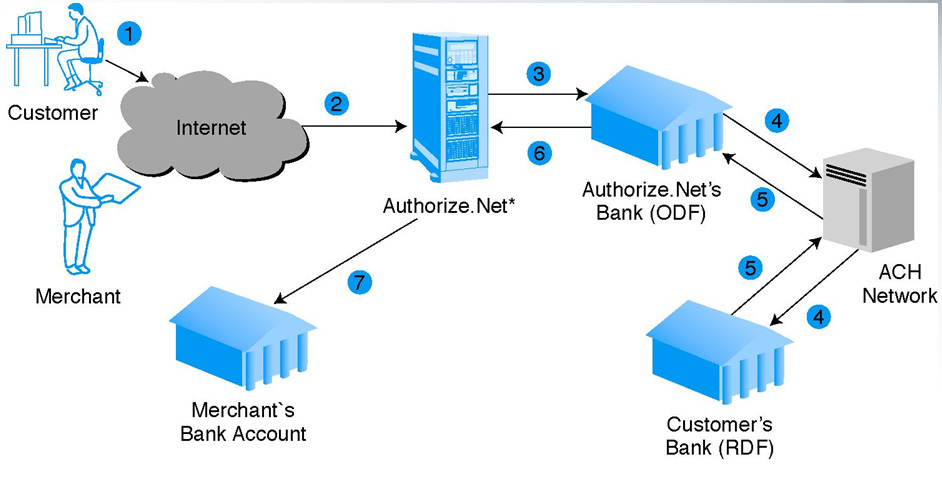 1
Customer
Internet
2
Merchant
Authorize.Net*
3
6
Authorize.Net's
Bank (ODF)
4
5
ACH
Network
5
4
Customer's
Bank (RDF)
7
Merchant`s
Bank Account